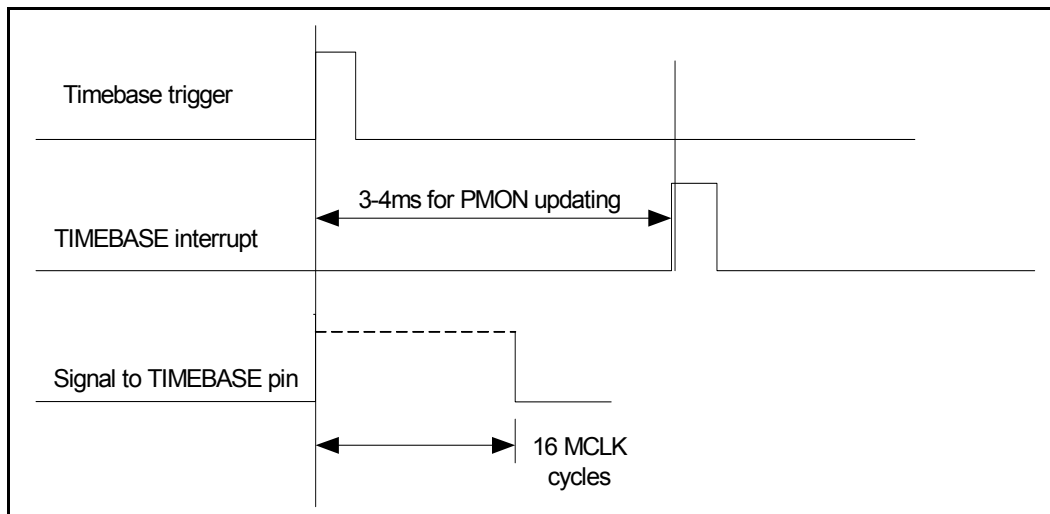 Timebase trigger
3-4ms for PMON updating
TIMEBASE interrupt
Signal to TIMEBASE pin
16 MCLK
cycles